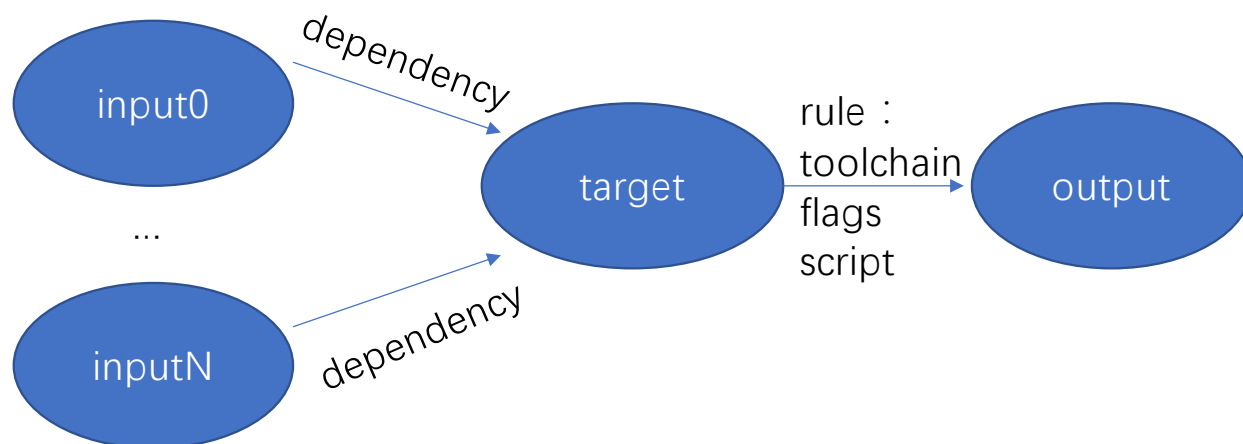 input0
dependency
...
inputN
dependency
target
rule：
toolchain
flags
script
output